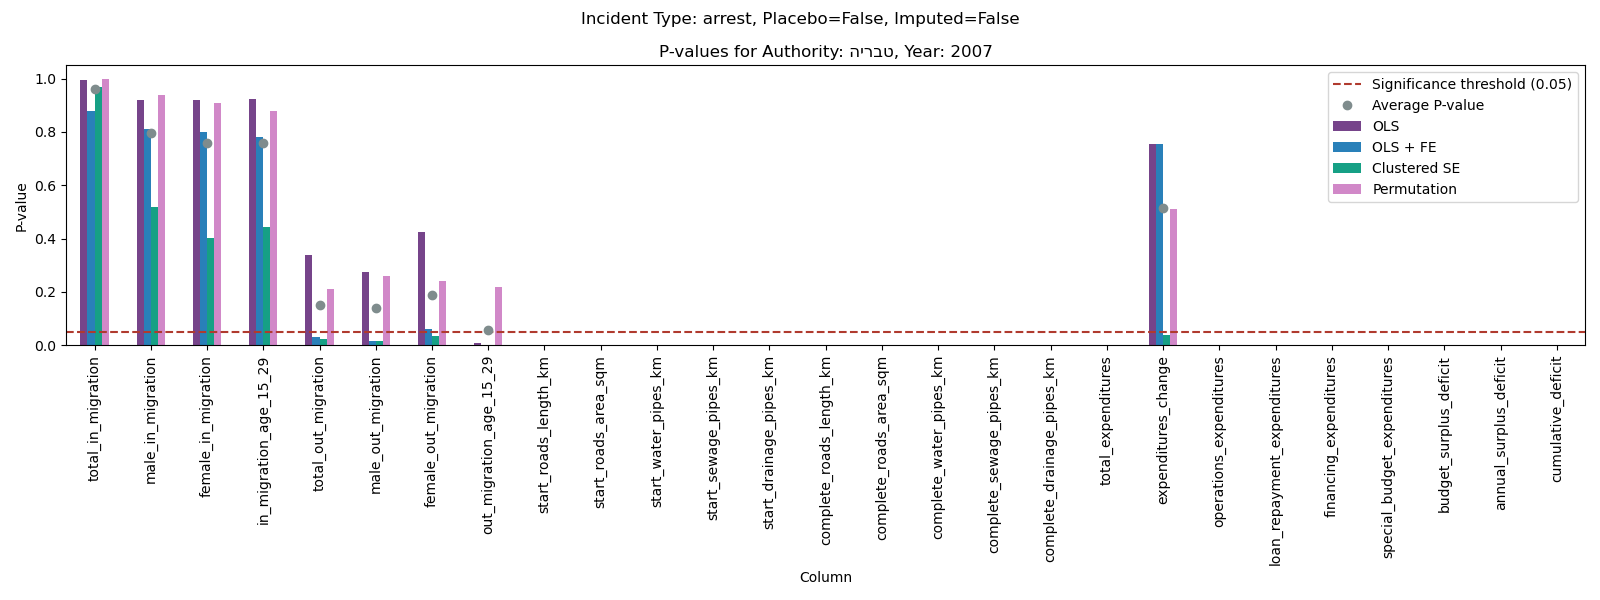 Incident Type: arrest, Placebo=False, Imputed=False
P-values for Authority: טבריה, Year: 2007
P-value
1.0
0.8
0.6
0.4
0.2
0.0
Significance threshold (0.05)
Average P-value
OLS
OLS + FE
Clustered SE
Permutation
total_in_migration
male_in_migration
female_in_migration
in_migration_age_15_29
total_out_migration
male_out_migration
female_out_migration
out_migration_age_15_29
start_roads_length_km
start_roads_area_sqm
start_water_pipes_km
start_sewage_pipes_km
start_drainage_pipes_km
complete_roads_length_km
complete_roads_area_sqm
complete_water_pipes_km
complete_sewage_pipes_km
complete_drainage_pipes_km
total_expenditures
expenditures_change
operations_expenditures
loan_repayment_expenditures
financing_expenditures
special_budget_expenditures
budget_surplus_deficit
annual_surplus_deficit
cumulative_deficit
Column